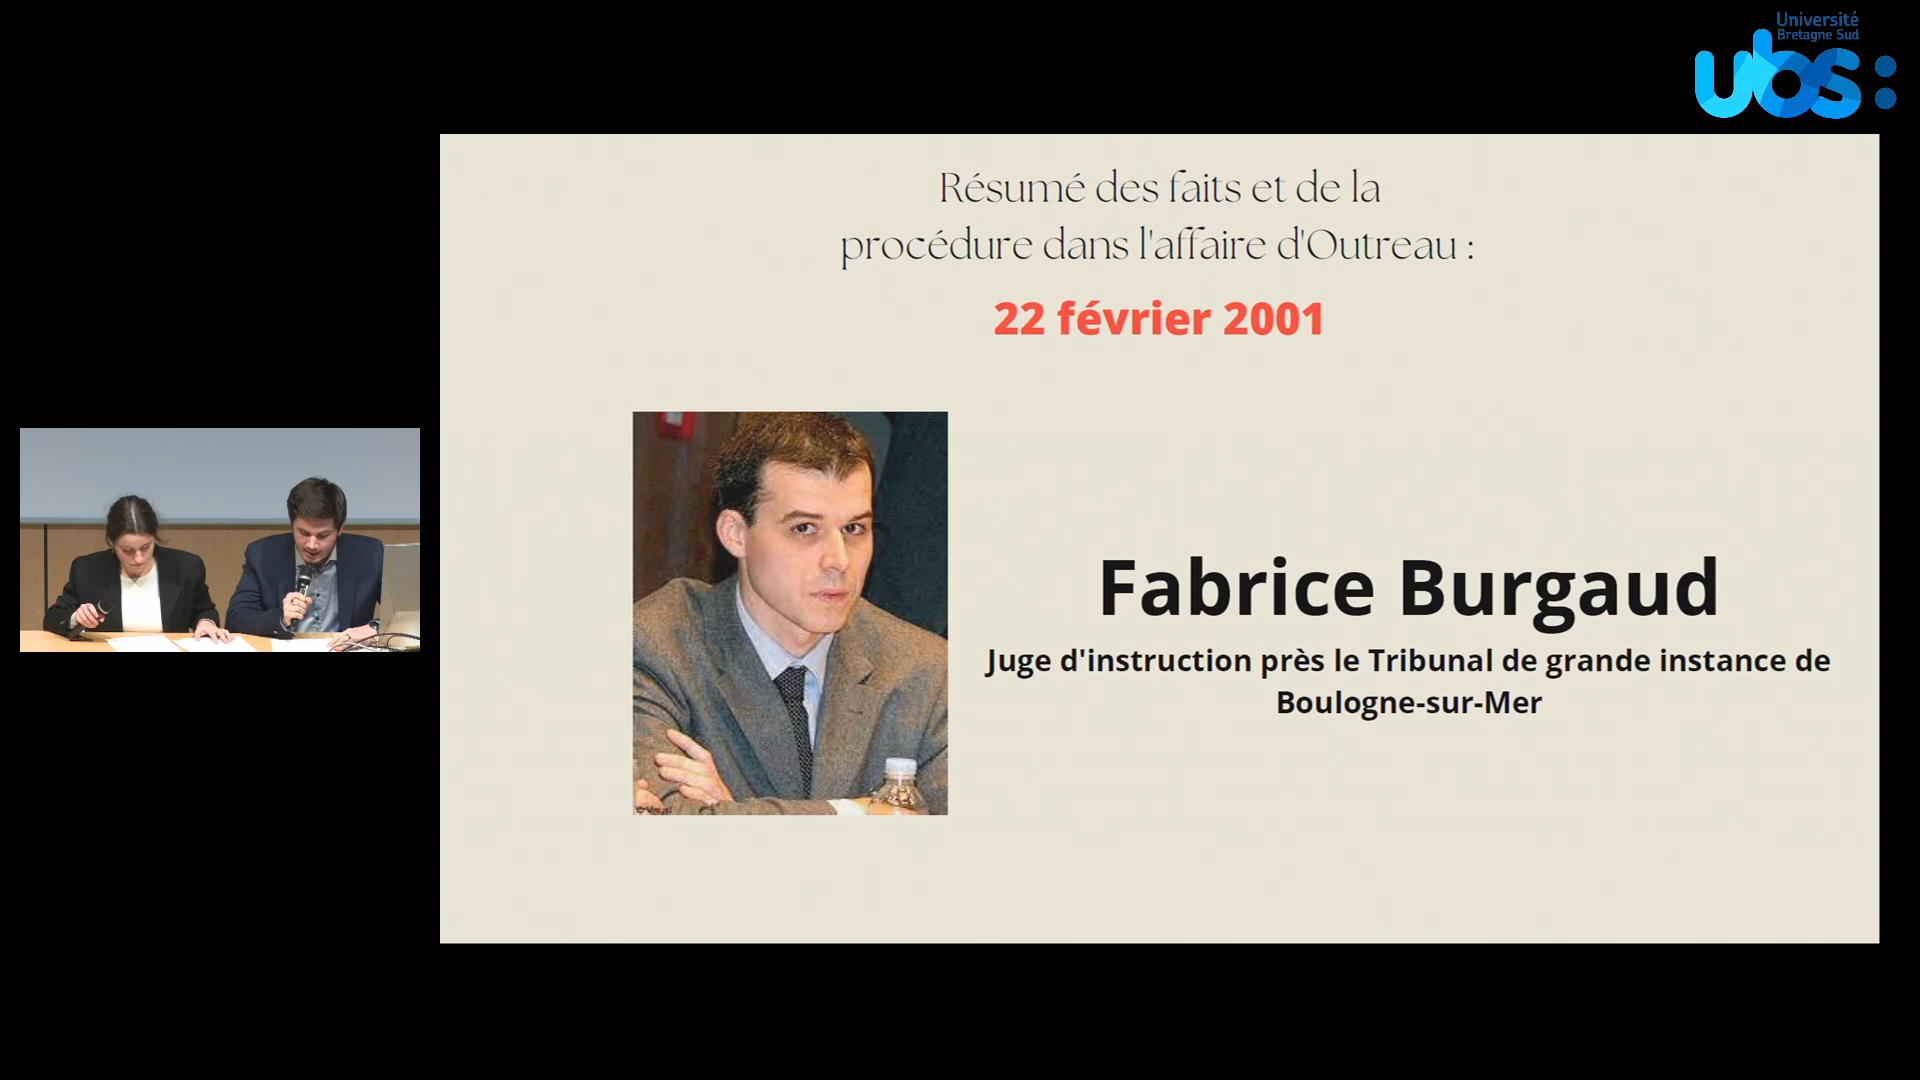 Université
Bretagne Sud
ubs:
Résumé des faits et de la
procédure dans l'affaire d'Outreau :
22 février 2001
Fabrice Burgaud
Juge d'instruction près le Tribunal de grande instance de
Boulogne-sur-Mer